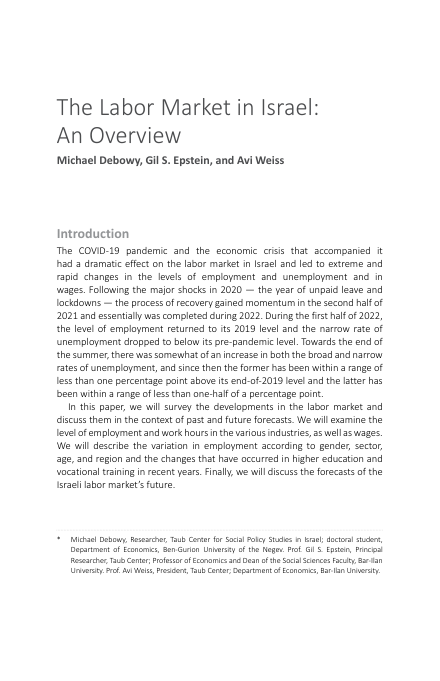 The Labor Market in Israel:
An Overview
Michael Debowy, Gil S. Epstein, and Avi Weiss
Introduction
The COVID-19 pandemic and the economic crisis that accompanied it
had a dramatic effect on the labor market in Israel and led to extreme and
rapid changes in the levels of employment and unemployment and in
wages. Following the major shocks in 2020 — the year of unpaid leave and
lockdowns — the process of recovery gained momentum in the second half of
2021 and essentially was completed during 2022. During the first half of 2022,
the level of employment returned to its 2019 level and the narrow rate of
unemployment dropped to below its pre-pandemic level. Towards the end of
the summer, there was somewhat of an increase in both the broad and narrow
rates of unemployment, and since then the former has been within a range of
less than one percentage point above its end-of-2019 level and the latter has
been within a range of less than one-half of a percentage point.
In this paper, we will survey the developments in the labor market and
discuss them in the context of past and future forecasts. We will examine the
level of employment and work hours in the various industries, as well as wages.
We will describe the variation in employment according to gender, sector,
age, and region and the changes that have occurred in higher education and
vocational training in recent years. Finally, we will discuss the forecasts of the
Israeli labor market’s future.
* Michael Debowy, Researcher, Taub Center for Social Policy Studies in Israel; doctoral student,
Department of Economics, Ben-Gurion University of the Negev. Prof. Gil S. Epstein, Principal
Researcher, Taub Center; Professor of Economics and Dean of the Social Sciences Faculty, Bar-Ilan
University. Prof. Avi Weiss, President, Taub Center; Department of Economics, Bar-Ilan University.